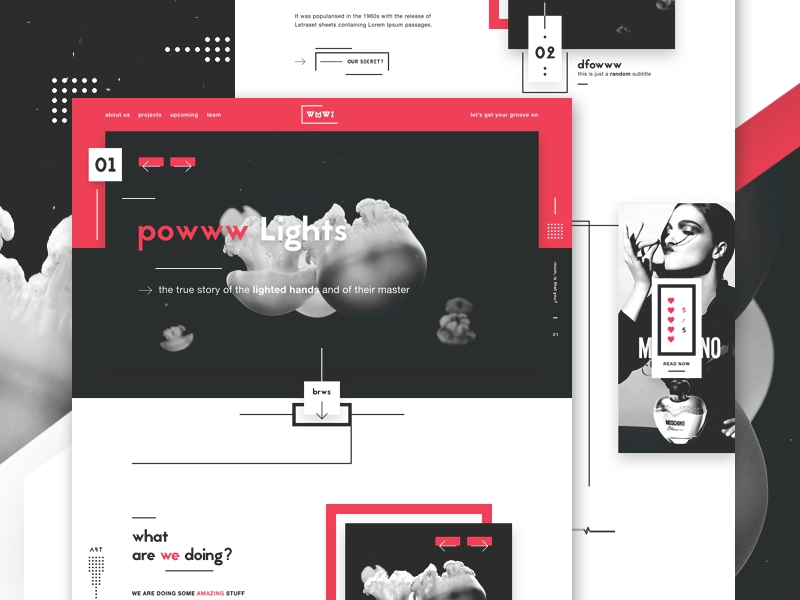 It was popularised in the 1960s with the release of
Letraset sheets containing Lorem Ipsum passages.
OUR SECRET?
02
dfowww
this is just a random subtitle
about us projects upcoming team
WWWI
let's get your groove on
01
powww Lights
the true story of the lighted hands and of their master
mmm, is that you?
01
brws
MOSCHINO
5
/
5
READ NOW
MOSCHINO
what
are we doing?
ART
WE ARE DOING SOME AMAZING STUFF